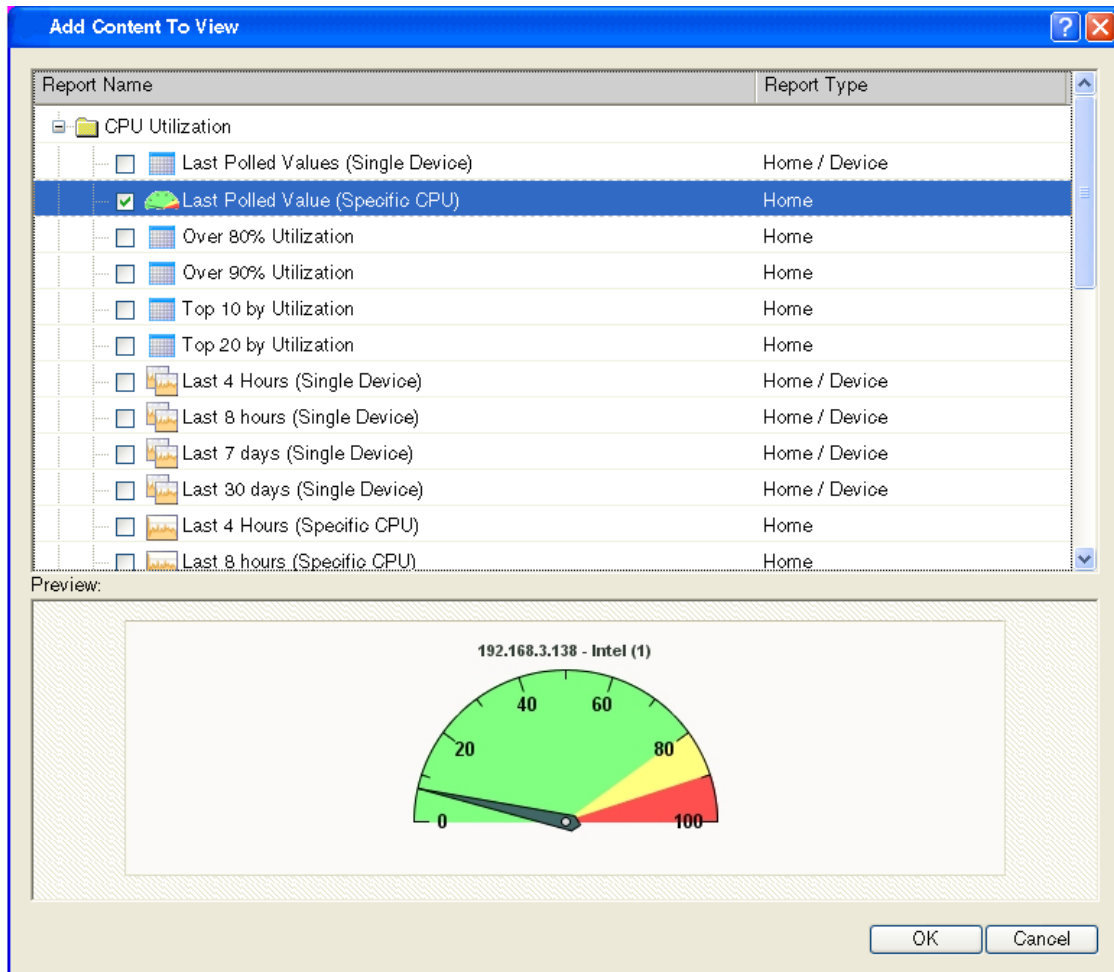 Add Content To View
Report Name Report Type
CPU Utilization
Last Polled Values (Single Device) Home / Device
Last Polled Value (Specific CPU) Home
Over 80% Utilization Home
Over 90% Utilization Home
Top 10 by Utilization Home
Top 20 by Utilization Home
Last 4 Hours (Single Device) Home / Device
Last 8 hours (Single Device) Home / Device
Last 7 days (Single Device) Home / Device
Last 30 days (Single Device) Home / Device
Last 4 Hours (Specific CPU) Home
Last 8 hours (Specific CPU) Home
Preview:
192.168.3.138 - Intel (1)
40 60
20 80
0 100
OK Cancel